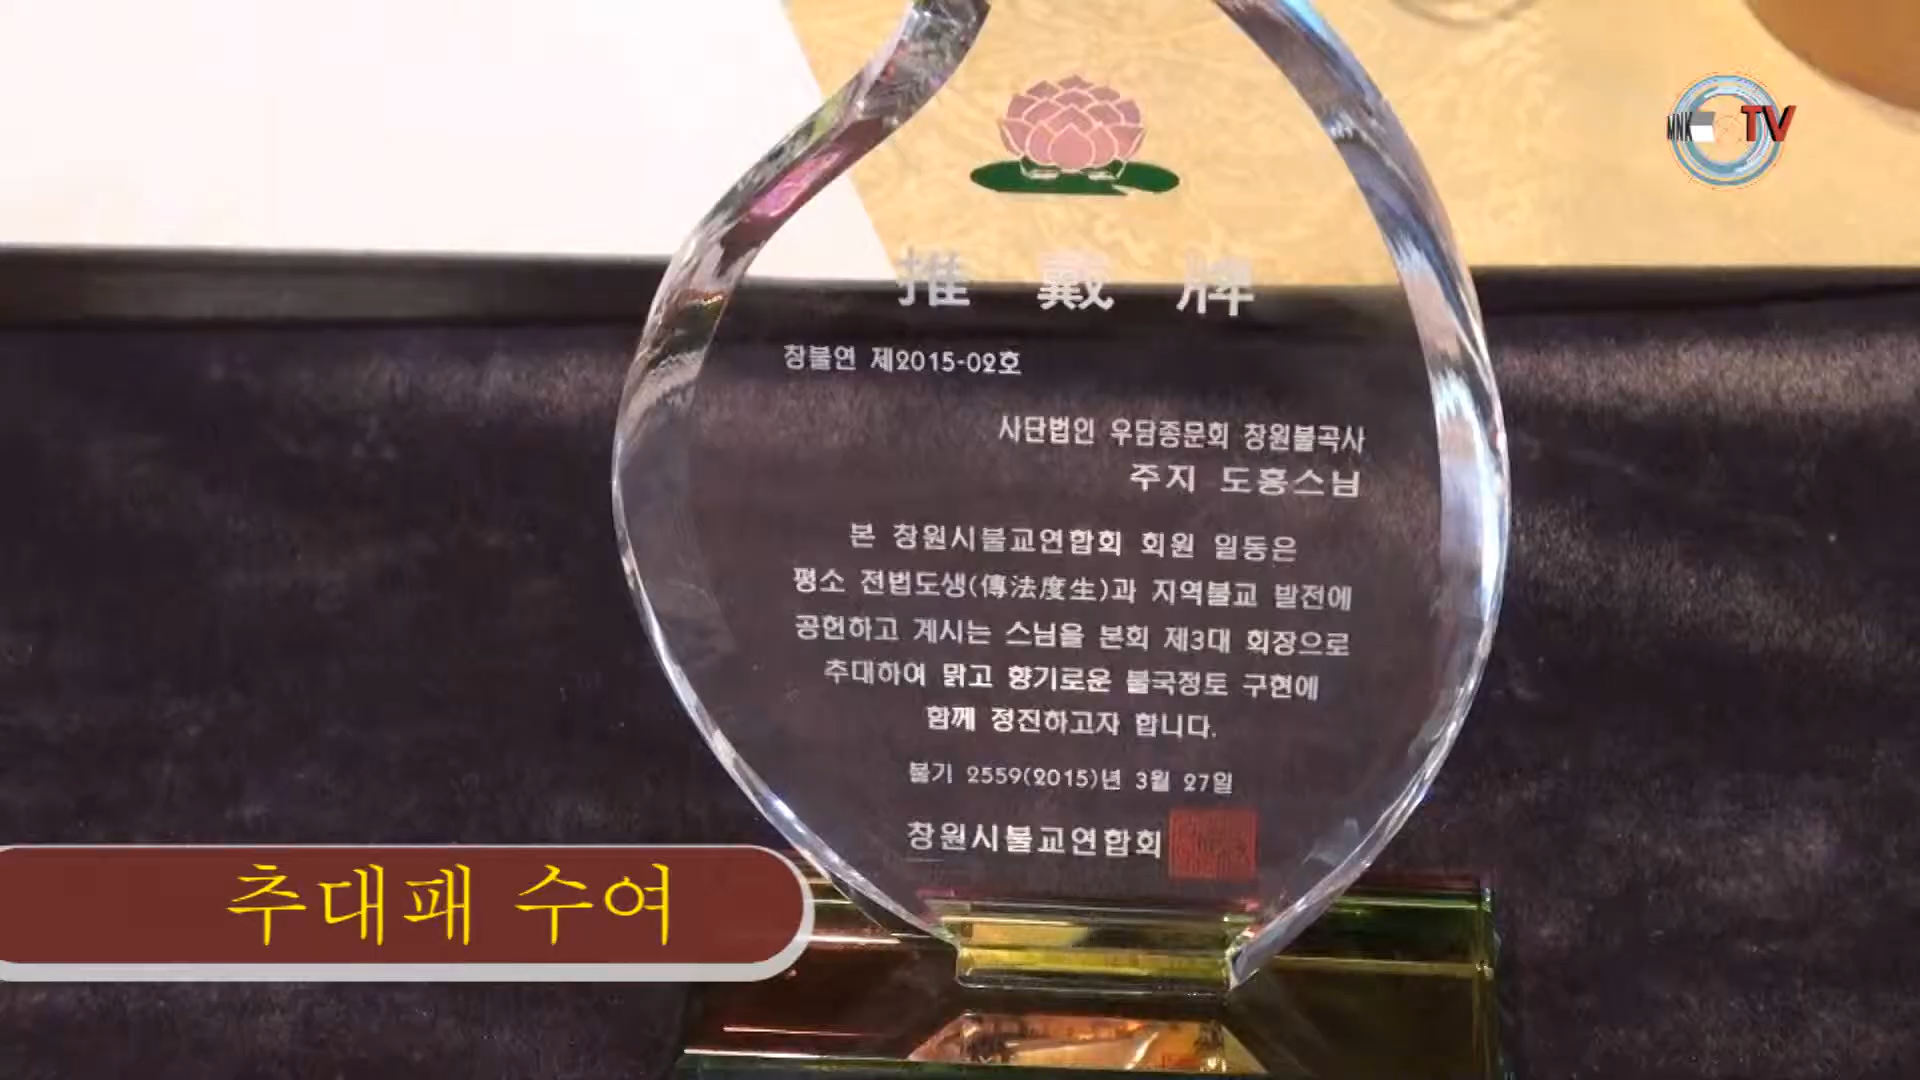 MNK TV
推 戴 牌
창불연 제2015-02호
사단법인 우담종문회 창원불곡사
주지 도홍스님
본 창원시불교연합회 회원 일동은
평소 전법도생(傳法度生)과 지역불교 발전에
공헌하고 계시는 스님을 본회 제3대 회장으로
추대하여 맑고 향기로운 불국정토 구현에
함께 정진하고자 합니다.
불기 2559(2015)년 3월 27일
창원시불교연합회
추대패 수여